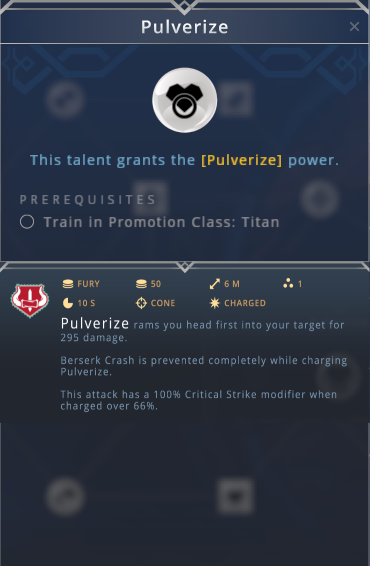 Pulverize
This talent grants the [Pulverize] power.
PREREQUISITES
Train in Promotion Class: Titan
FURY 50 6 M 1
10 S CONE CHARGED
Pulverize rams you head first into your target for
295 damage.
Berserk Crash is prevented completely while charging
Pulverize.
This attack has a 100% Critical Strike modifier when
charged over 66%.